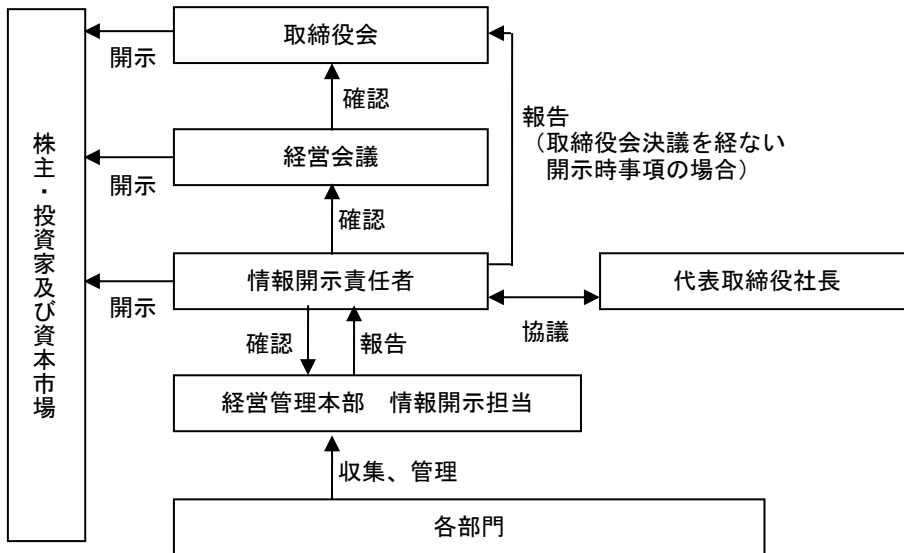 取締役会
開示
確認
報告
（取締役会決議を経ない
開示時事項の場合）
経営会議
開示
確認
株主・投資家及び資本市場
情報開示責任者
代表取締役社長
開示
協議
確認
報告
経営管理本部　情報開示担当
収集、管理
各部門